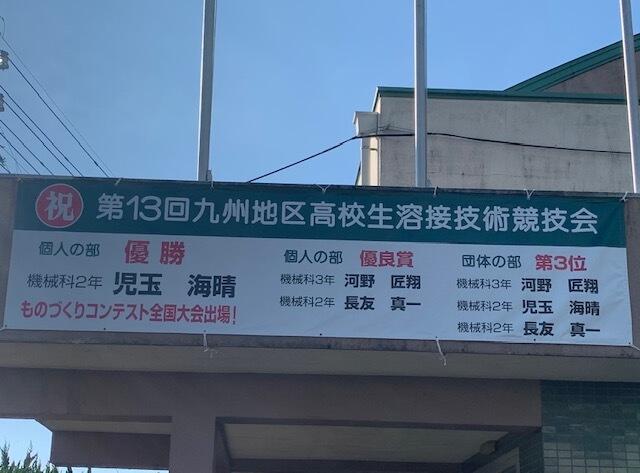 祝 第13回九州地区高校生溶接技術競技会
個人の部 優勝
機械科2年 児玉 海晴
ものづくりコンテスト全国大会出場!
個人の部 優良賞
機械科3年 河野 匠翔
機械科2年 長友 真一
団体の部 第3位
機械科3年 河野 匠翔
機械科2年 児玉 海晴
機械科2年 長友 真一